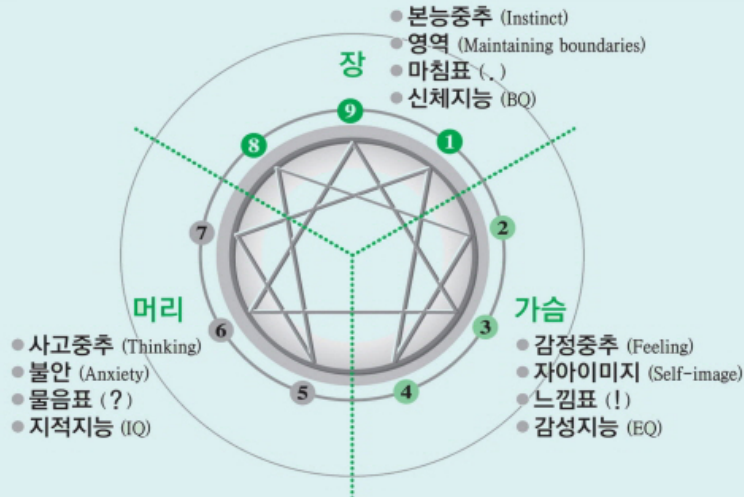 ● 본능중추 (Instinct)
● 영역 (Maintaining boundaries)
● 마침표 (.)
● 신체지능 (BQ)
장
9
8
1
7
2
머리
가슴
6
3
5
4
● 사고중추 (Thinking)
● 불안 (Anxiety)
● 물음표 (?)
● 지적지능 (IQ)
● 감정중추 (Feeling)
● 자아이미지 (Self-image)
● 느낌표 (!)
● 감성지능 (EQ)